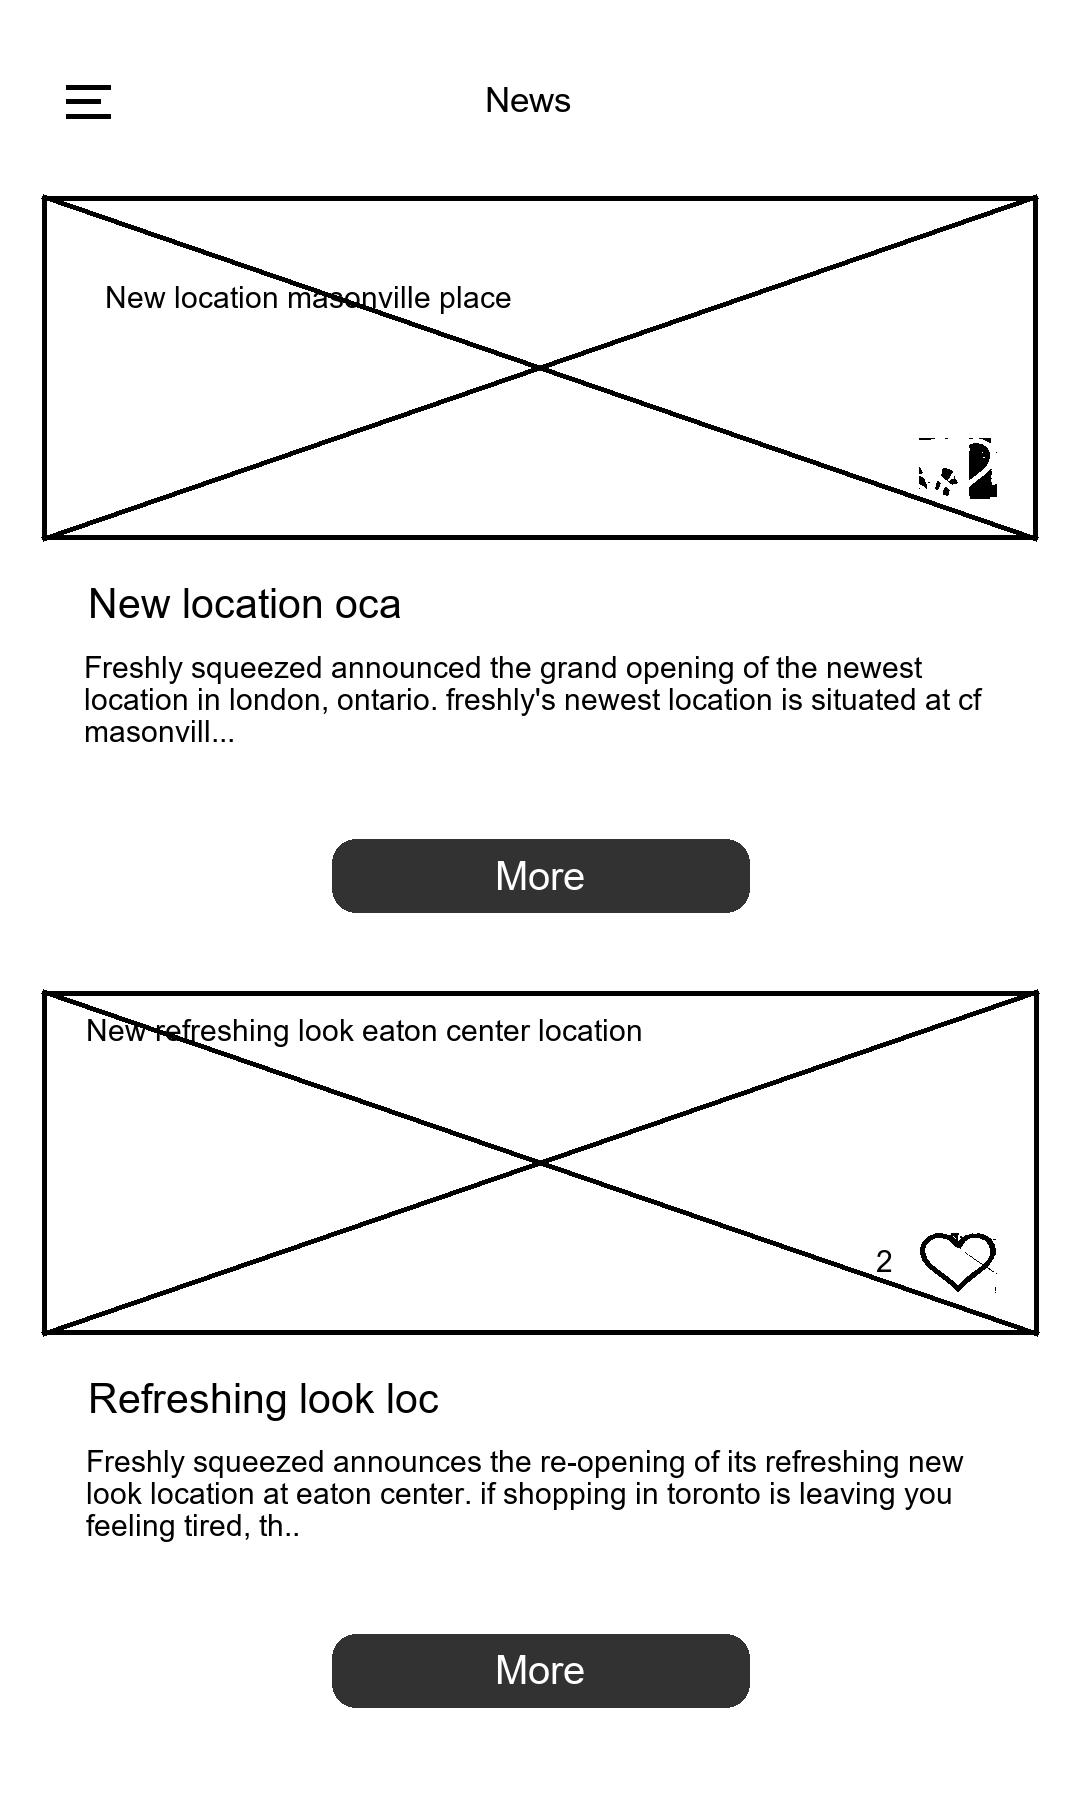 News
New location masonville place
New location oca
Freshly squeezed announced the grand opening of the newest
location in london, ontario. freshly's newest location is situated at cf
masonvill...
More
New refreshing look eaton center location
2
Refreshing look loc
Freshly squeezed announces the re-opening of its refreshing new
look location at eaton center. if shopping in toronto is leaving you
feeling tired, th..
More